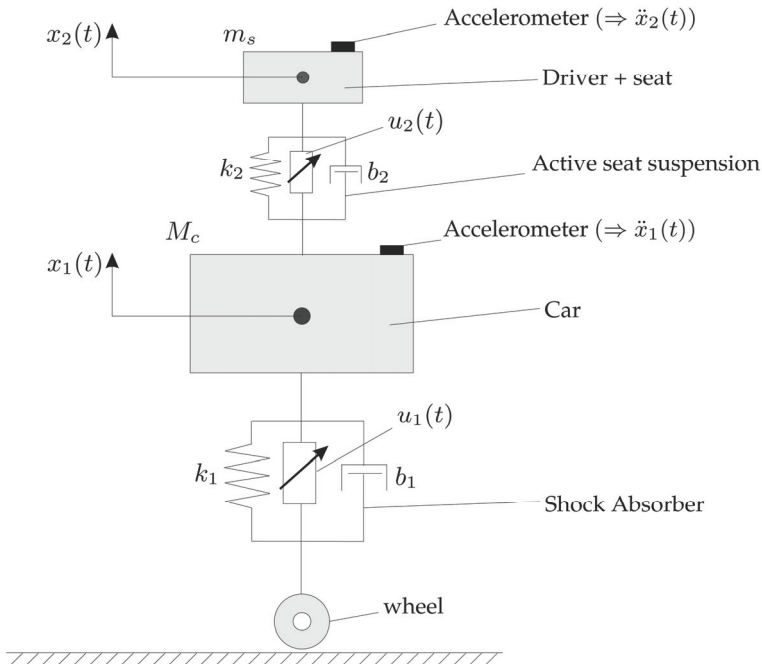 Accelerometer (⇒ ẍ₂(t))
x₂(t)
mₛ
Driver + seat
u₂(t)
k₂
b₂
Active seat suspension
M_c
Accelerometer (⇒ ẍ₁(t))
x₁(t)
Car
u₁(t)
k₁
b₁
Shock Absorber
wheel